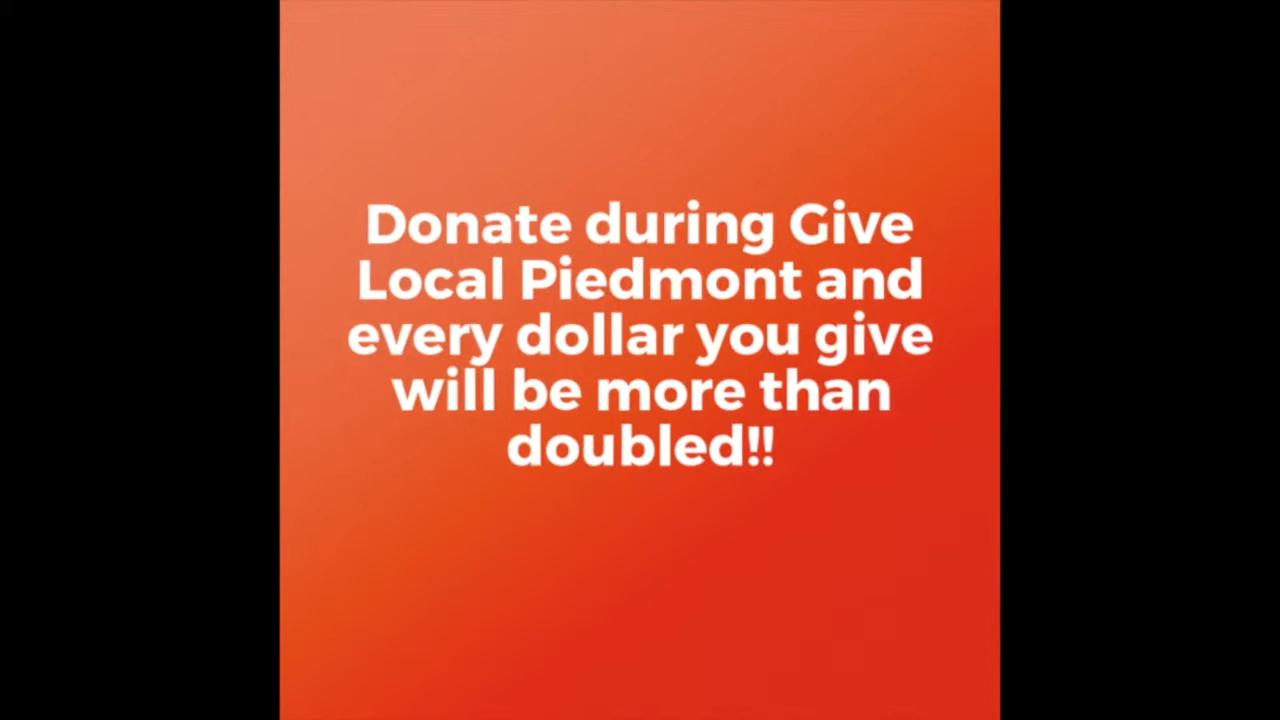 Donate during Give
Local Piedmont and
every dollar you give
will be more than
doubled!!